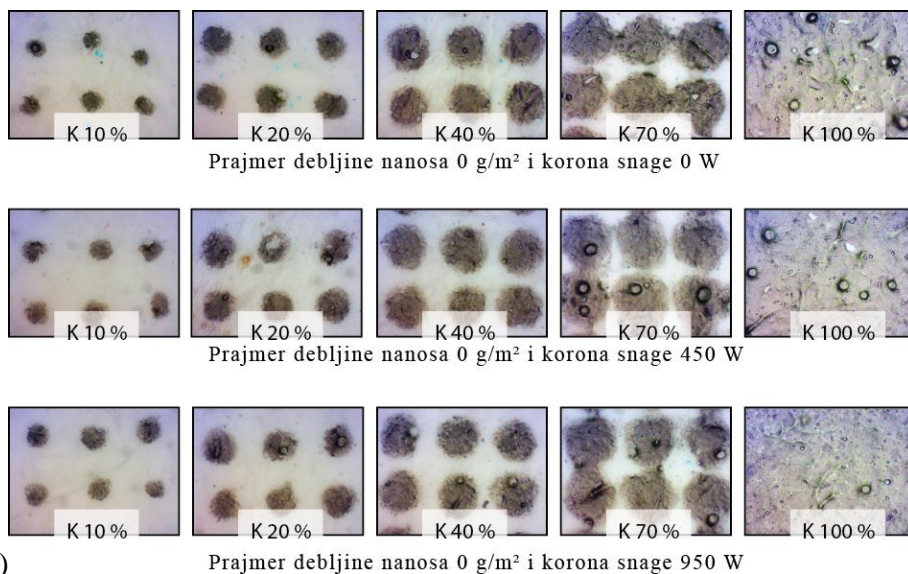 K 10 % K 20 % K 40 % K 70 % K 100 %
Prajmer debljine nanosa 0 g/m² i korona snage 0 W
K 10 % K 20 % K 40 % K 70 % K 100 %
Prajmer debljine nanosa 0 g/m² i korona snage 450 W
K 10 % K 20 % K 40 % K 70 % K 100 %
) Prajmer debljine nanosa 0 g/m² i korona snage 950 W